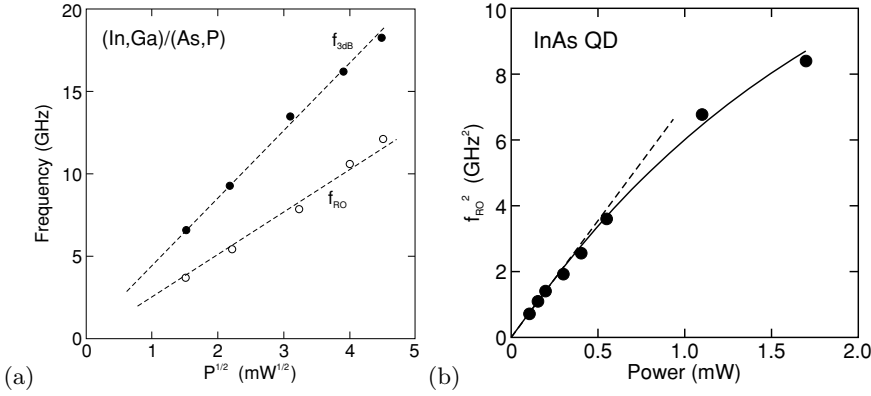 (In,Ga)/(As,P)
f3dB
fRO
Frequency (GHz)
20
15
10
5
0
0 1 2 3 4 5
P1/2 (mW1/2)
(a)
InAs QD
fRO2 (GHz2)
10
8
6
4
2
0
0 0.5 1.0 1.5 2.0
Power (mW)
(b)